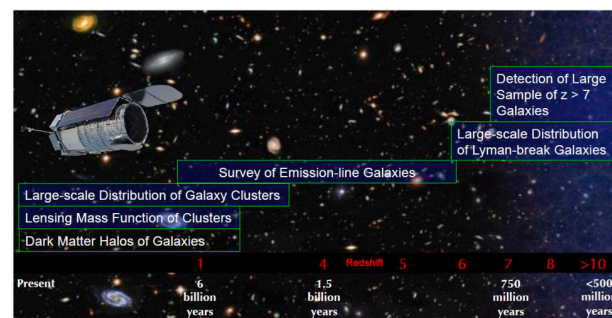 Detection of Large
Sample of z > 7
Galaxies
Large-scale Distribution
of Lyman-break Galaxies
Survey of Emission-line Galaxies
Large-scale Distribution of Galaxy Clusters
Lensing Mass Function of Clusters
Dark Matter Halos of Galaxies
1 4 Redshift 5 6 7 8 >10
Present 6 1.5 750 <500
billion billion million million
years years years years